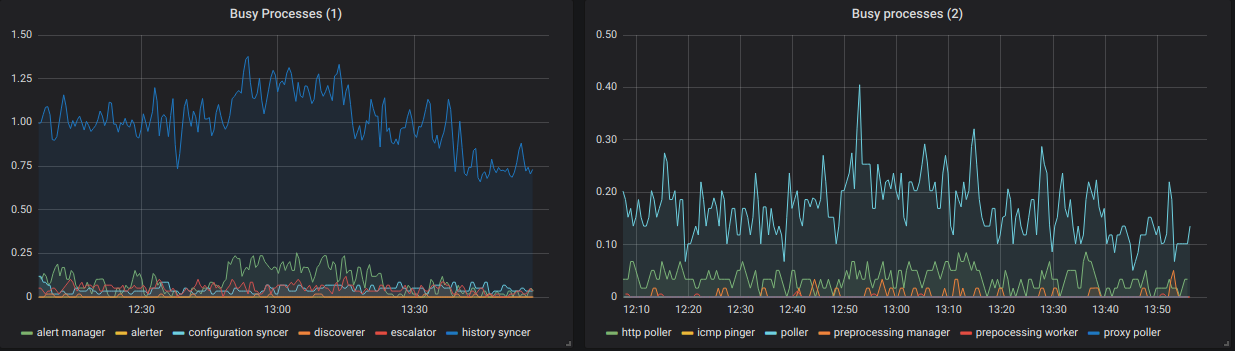 Busy Processes (1)
1.50
1.25
1.00
0.75
0.50
0.25
0
12:30 13:00 13:30
alert manager alerter configuration syncer discoverer escalator history syncer
Busy processes (2)
0.50
0.40
0.30
0.20
0.10
0
12:10 12:20 12:30 12:40 12:50 13:00 13:10 13:20 13:30 13:40 13:50
http poller icmp pinger poller preprocessing manager prepocessing worker proxy poller